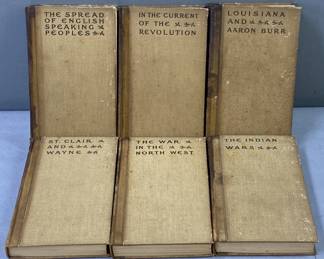 THE SPREAD
OF ENGLISH
SPEAKING
PEOPLES
IN THE CURRENT
OF THE
REVOLUTION
LOUISIANA
AND
AARON BURR
ST. CLAIR
AND
WAYNE
THE WAR
IN THE
NORTH WEST
THE INDIAN
WARS